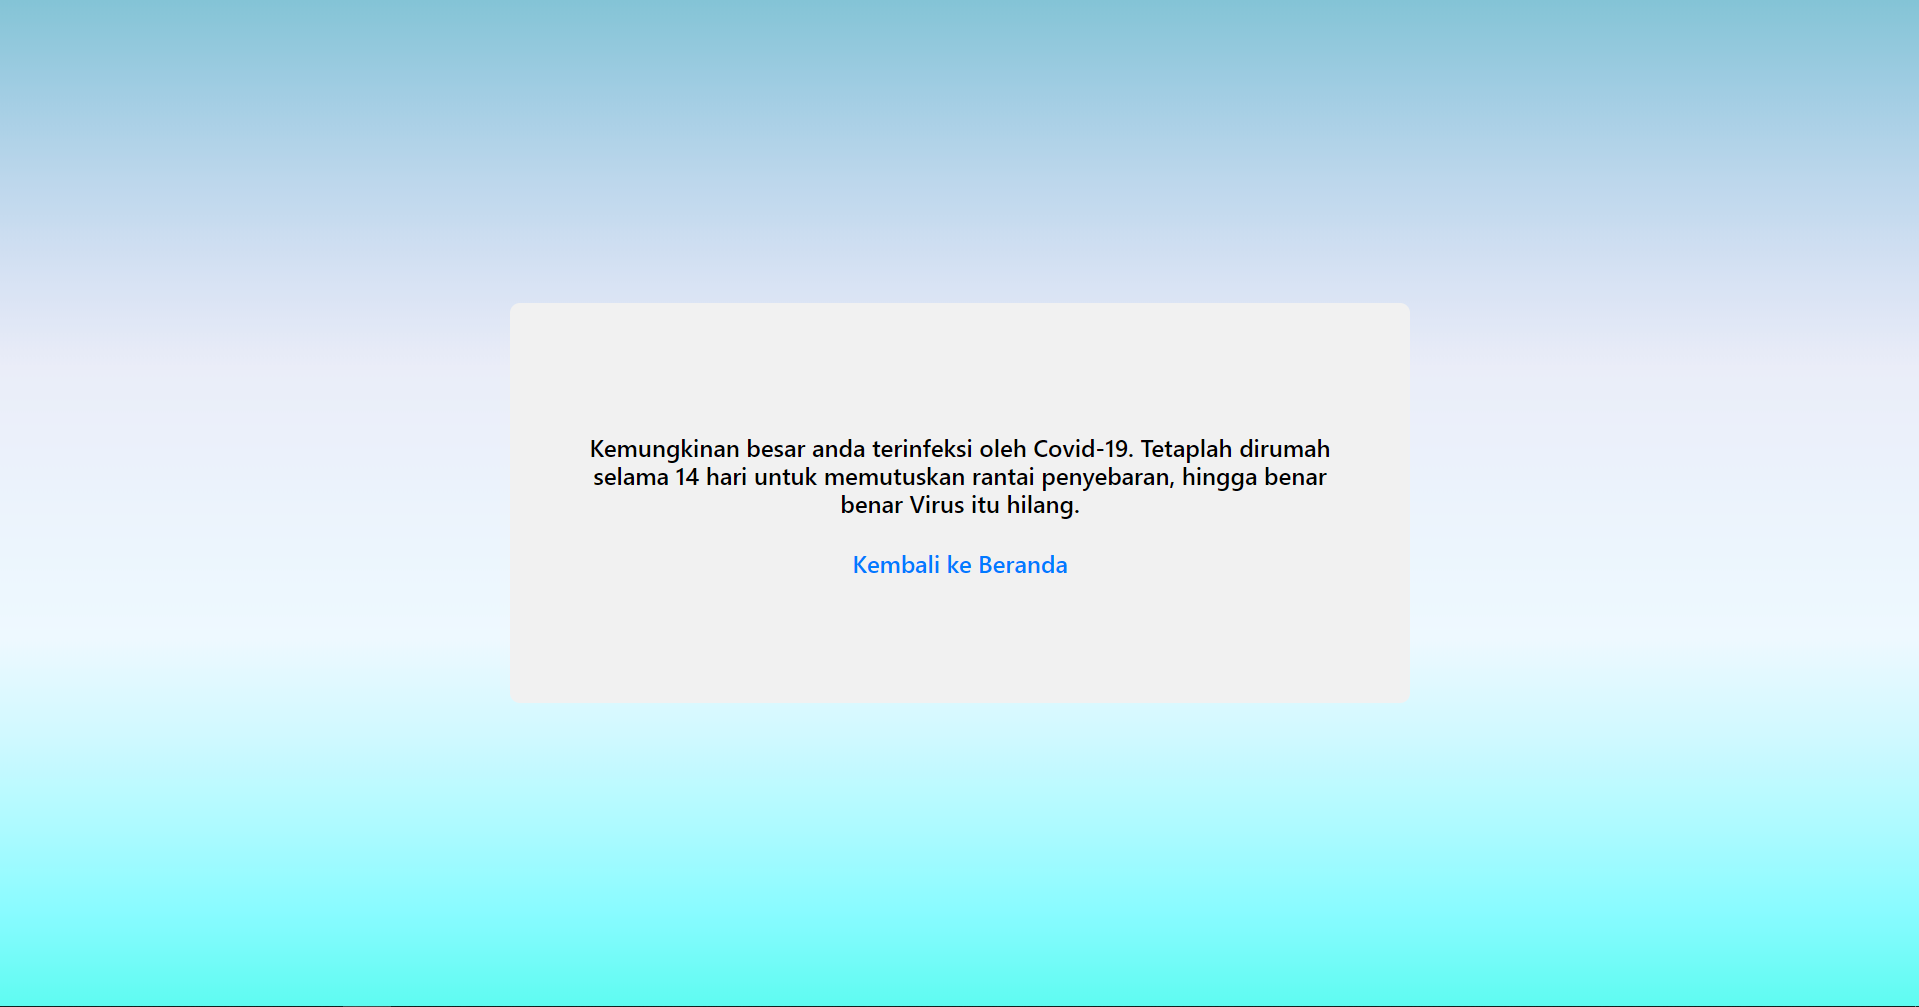 Kemungkinan besar anda terinfeksi oleh Covid-19. Tetaplah dirumah
selama 14 hari untuk memutuskan rantai penyebaran, hingga benar
benar Virus itu hilang.
Kembali ke Beranda